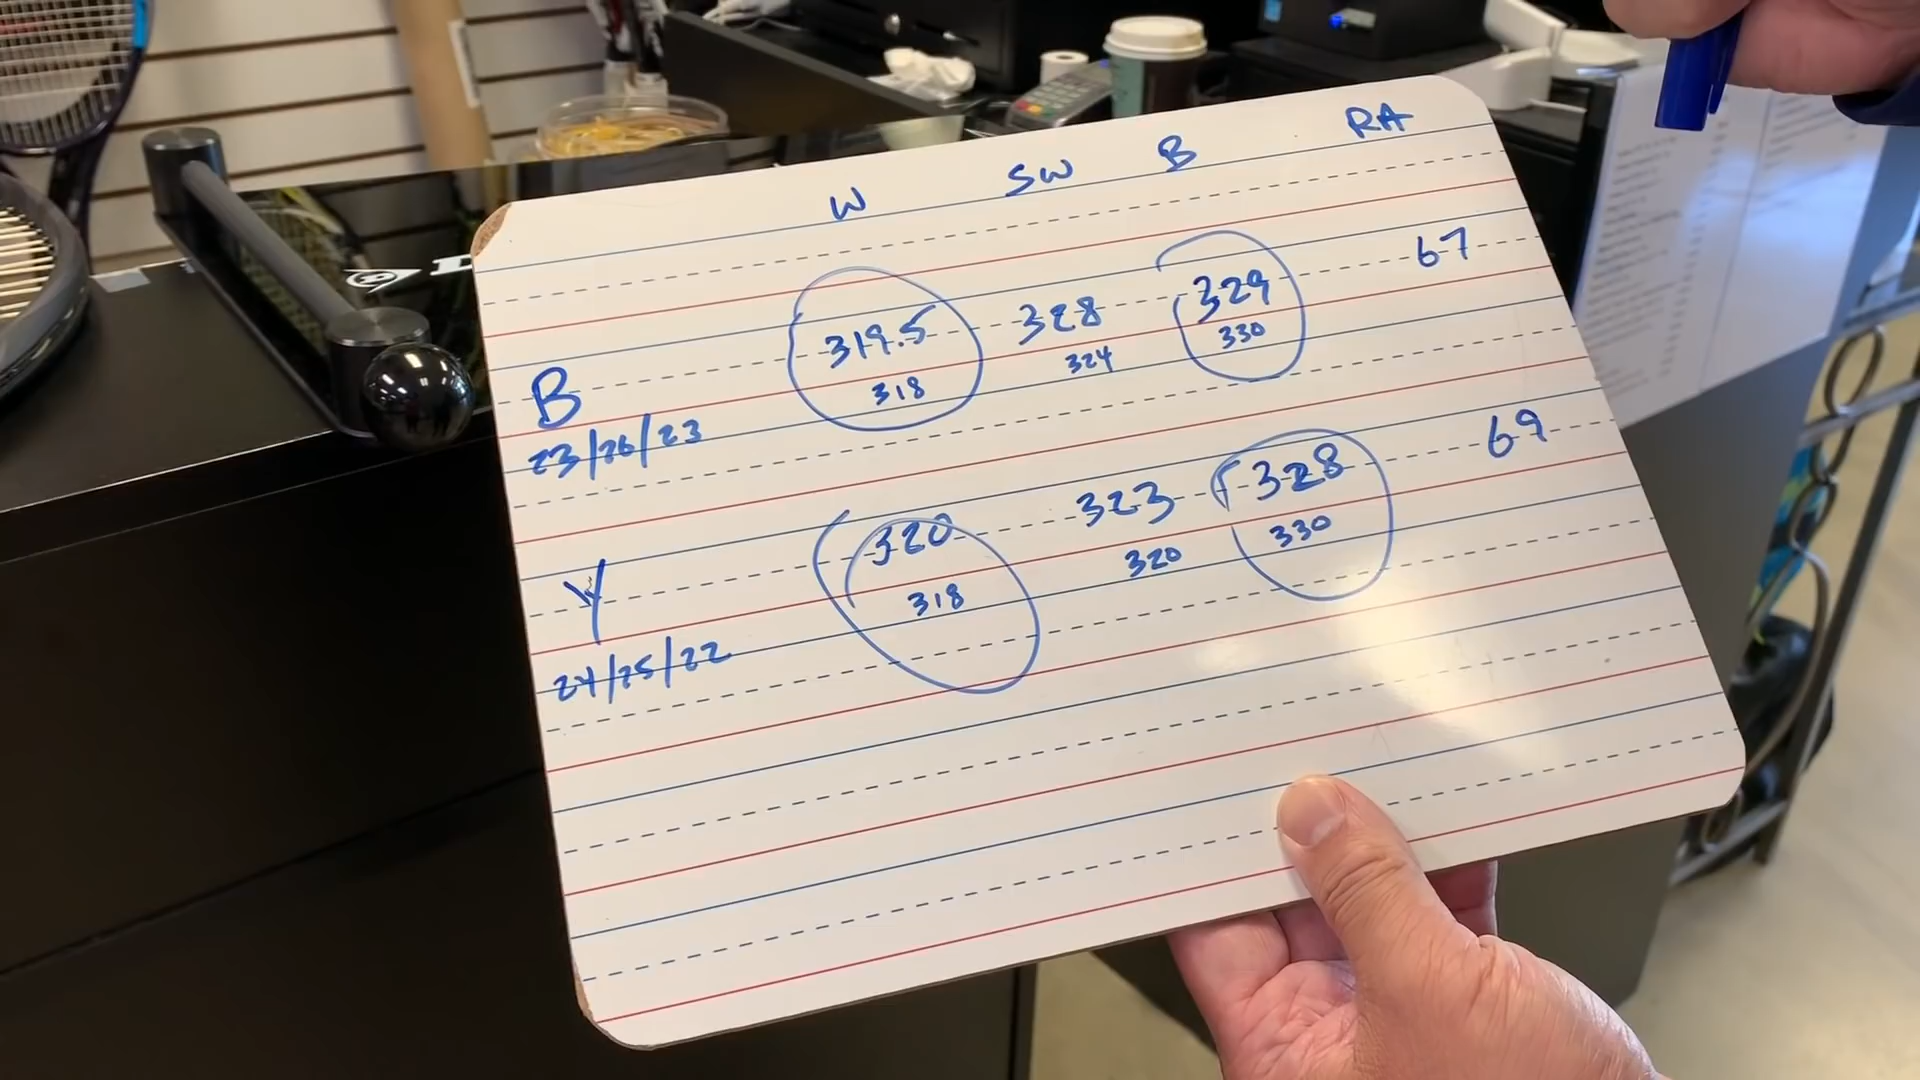 W SW B RA
B 319.5 328 329 67
318 324 330
23/26/23
Y 320 323 328 69
318 320 330
24/25/22